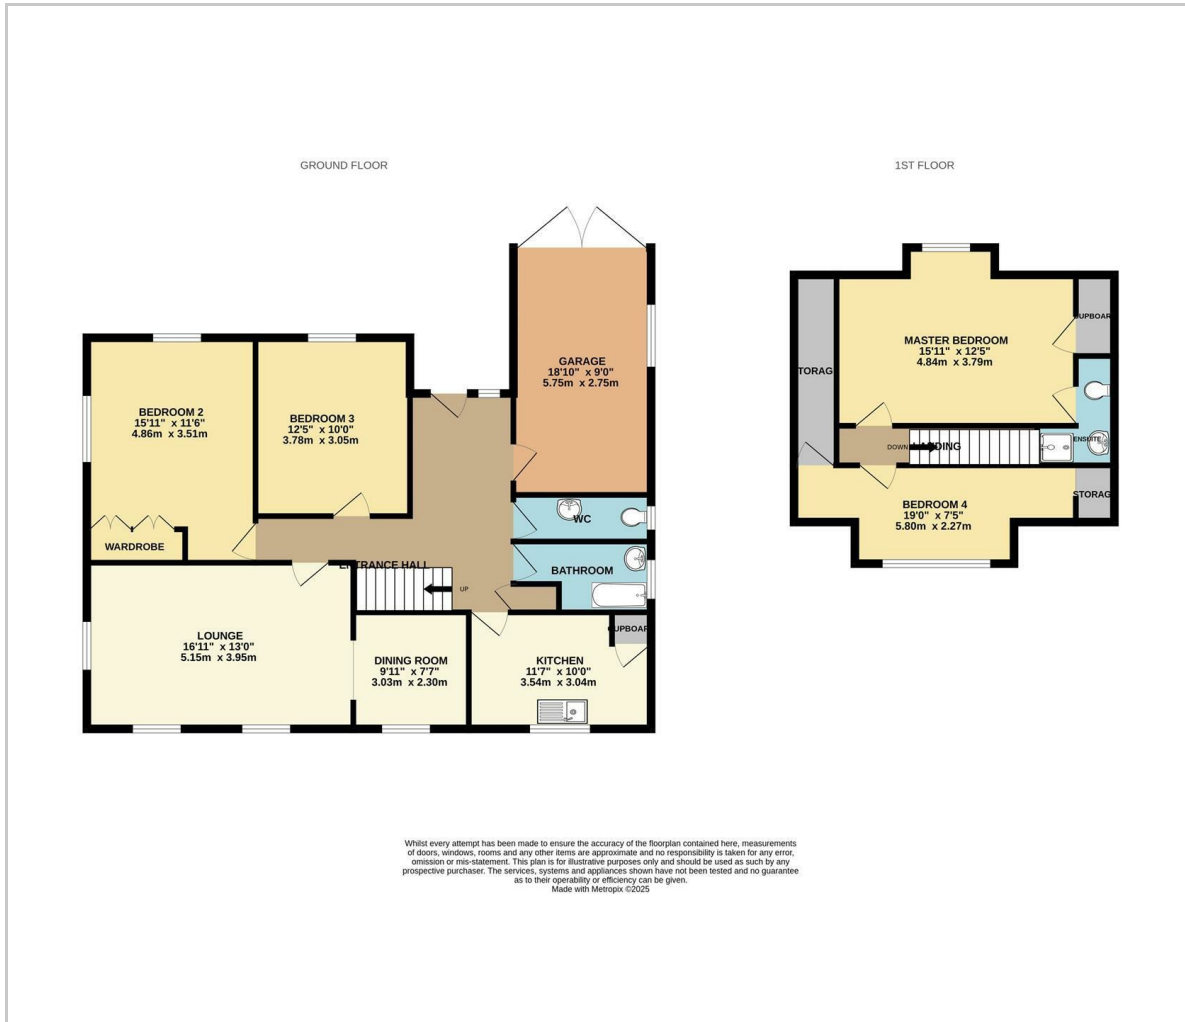 GROUND FLOOR
1ST FLOOR
GARAGE
18'10" x 9'0"
5.75m x 2.75m
BEDROOM 2
15'11" x 11'6"
4.86m x 3.51m
BEDROOM 3
12'5" x 10'0"
3.78m x 3.05m
WARDROBE
WC
BATHROOM
ENTRANCE HALL
UP
LOUNGE
16'11" x 13'0"
5.15m x 3.95m
DINING ROOM
9'11" x 7'7"
3.03m x 2.30m
KITCHEN
11'7" x 10'0"
3.54m x 3.04m
CUPBOAR
MASTER BEDROOM
15'11" x 12'5"
4.84m x 3.79m
UPBOAR
TORAG
DOWN
LANDING
ENSUITE
BEDROOM 4
19'0" x 7'5"
5.80m x 2.27m
STORAG
Whilst every attempt has been made to ensure the accuracy of the floorplan contained here, measurements
of doors, windows, rooms and any other items are approximate and no responsibility is taken for any error,
omission or mis-statement. This plan is for illustrative purposes only and should be used as such by any
prospective purchaser. The services, systems and appliances shown have not been tested and no guarantee
as to their operability or efficiency can be given.
Made with Metropix ©2025